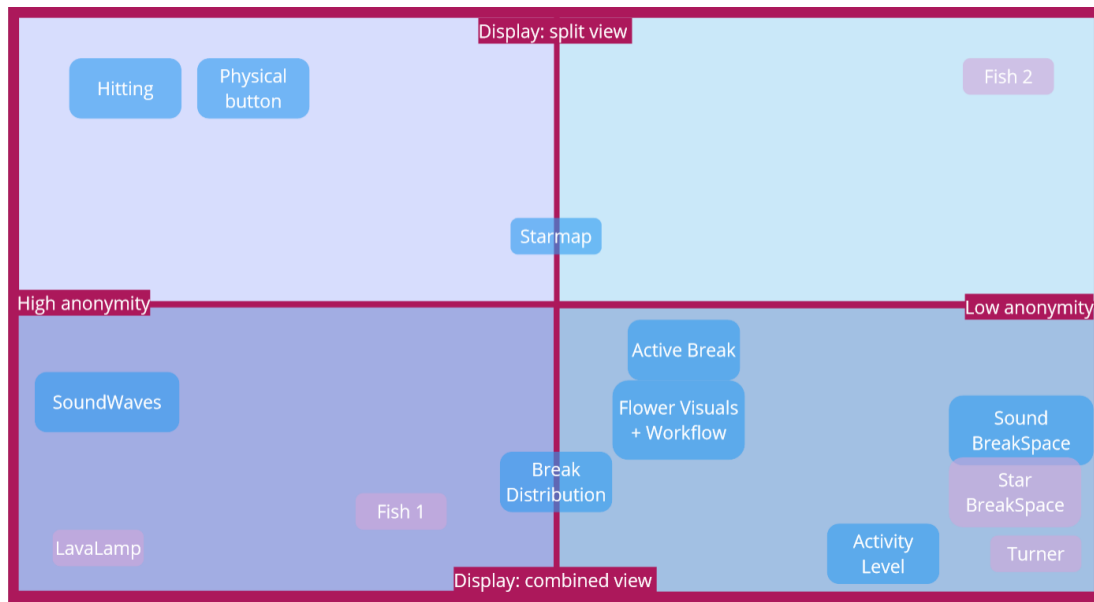 Display: split view
Hitting
Physical
button
Fish 2
Starmap
High anonymity
Low anonymity
Active Break
SoundWaves
Flower Visuals
+ Workflow
Sound
BreakSpace
Break
Distribution
Star
BreakSpace
Fish 1
LavaLamp
Activity
Level
Turner
Display: combined view